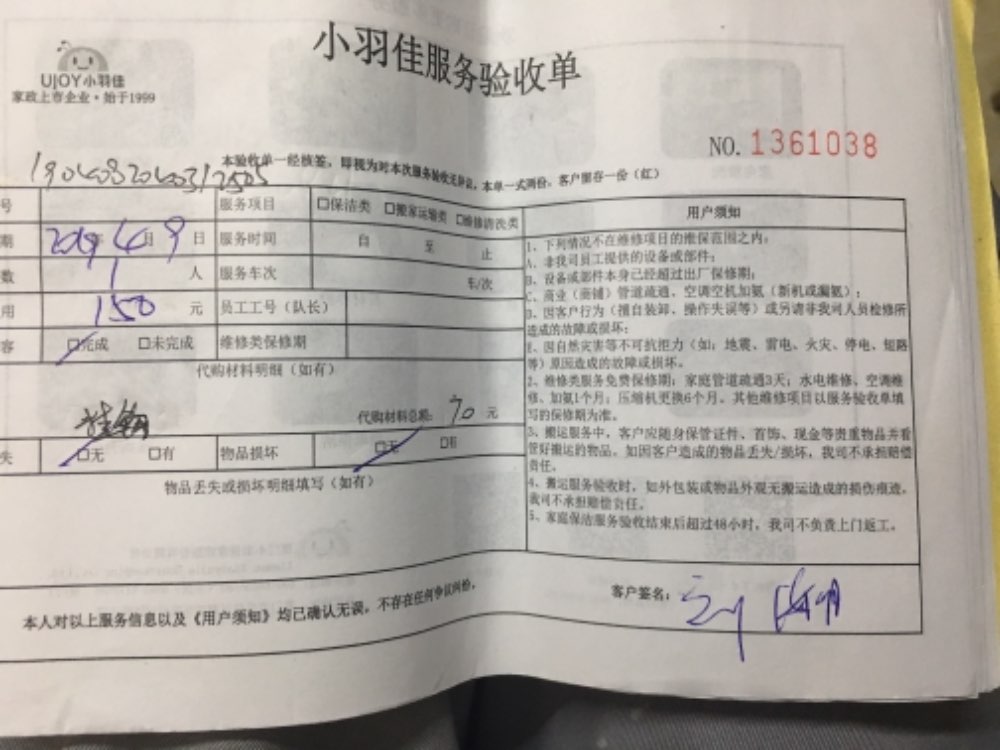 小羽佳服务验收单
UJOY小羽佳
家政上市企业·始于1999
NO. 1361038
本验收单一经核签,即视为对本次服务验收无异议,本单一式两份,客户留存一份(红)
号 服务项目 □保洁类 □搬家运输类 □维修清洗类
期 2019年4月9日 服务时间 自 至 止
数 1 人 服务车次 车/次
用 150 元 员工工号(队长)
容 □完成 □未完成 维修类保修期
代购材料明细(如有)
代购材料总额:70元
失 □无 □有 物品损坏 □无 □有
物品丢失或损坏明细填写(如有)
用户须知
1、下列情况不在维修项目的维保范围之内:
A、非我司员工提供的设备或部件;
B、设备或部件本身已经超过出厂保修期;
C、商业(商铺)管道疏通、空调空机加氨(新机或漏氨);
D、因客户行为(擅自装卸、操作失误等)或另请非我司人员检修所
造成的故障或损坏;
E、因自然灾害等不可抗拒力(如:地震、雷电、火灾、停电、短路
等)原因造成的故障或损坏。
2、维修类服务免费保修期:家庭管道疏通3天;水电维修、空调维
修、加氨1个月;压缩机更换6个月。其他维修项目以服务验收单填
写的保修期为准。
3、搬运服务中,客户应随身保管证件、首饰、现金等贵重物品并看
管好搬运的物品。如因客户造成的物品丢失/损坏,我司不承担赔偿
责任。
4、搬运服务验收时,如外包装或物品外观无搬运造成的损伤痕迹,
我司不承担赔偿责任。
5、家庭保洁服务验收结束后超过48小时,我司不负责上门返工。
本人对以上服务信息以及《用户须知》均已确认无误,不存在任何争议纠纷,
客户签名: